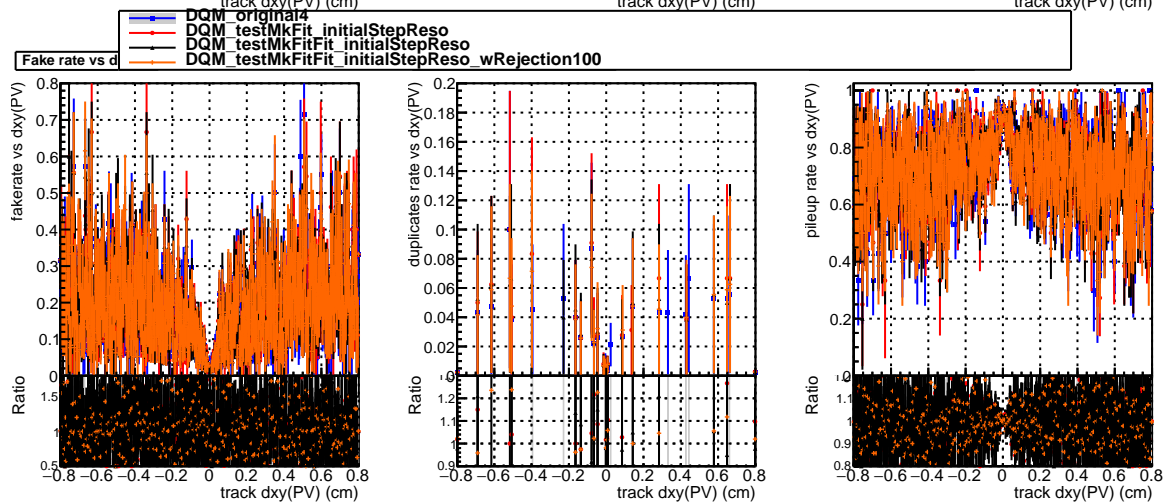 track dxy(PV) (cm) track dxy(PV) (cm) track dxy(PV) (cm)
DQM_original4
DQM_testMkFit_initialStepReso
DQM_testMkFitFit_initialStepReso
DQM_testMkFitFit_initialStepReso_wRejection100
Fake rate vs d
fakerate vs dxy(PV)
0.8
0.7
0.6
0.5
0.4
0.3
0.2
0.1
0
Ratio
1.5
1
0.5
−0.8 −0.6 −0.4 −0.2 0 0.2 0.4 0.6 0.8
track dxy(PV) (cm)
duplicates rate vs dxy(PV)
0.2
0.18
0.16
0.14
0.12
0.1
0.08
0.06
0.04
0.02
0
Ratio
1.2
1.1
1
0.9
−0.8 −0.6 −0.4 −0.2 0 0.2 0.4 0.6 0.8
track dxy(PV) (cm)
pileup rate vs dxy(PV)
1
0.8
0.6
0.4
0.2
0
Ratio
1.1
1
0.9
0.8
−0.8 −0.6 −0.4 −0.2 0 0.2 0.4 0.6 0.8
track dxy(PV) (cm)